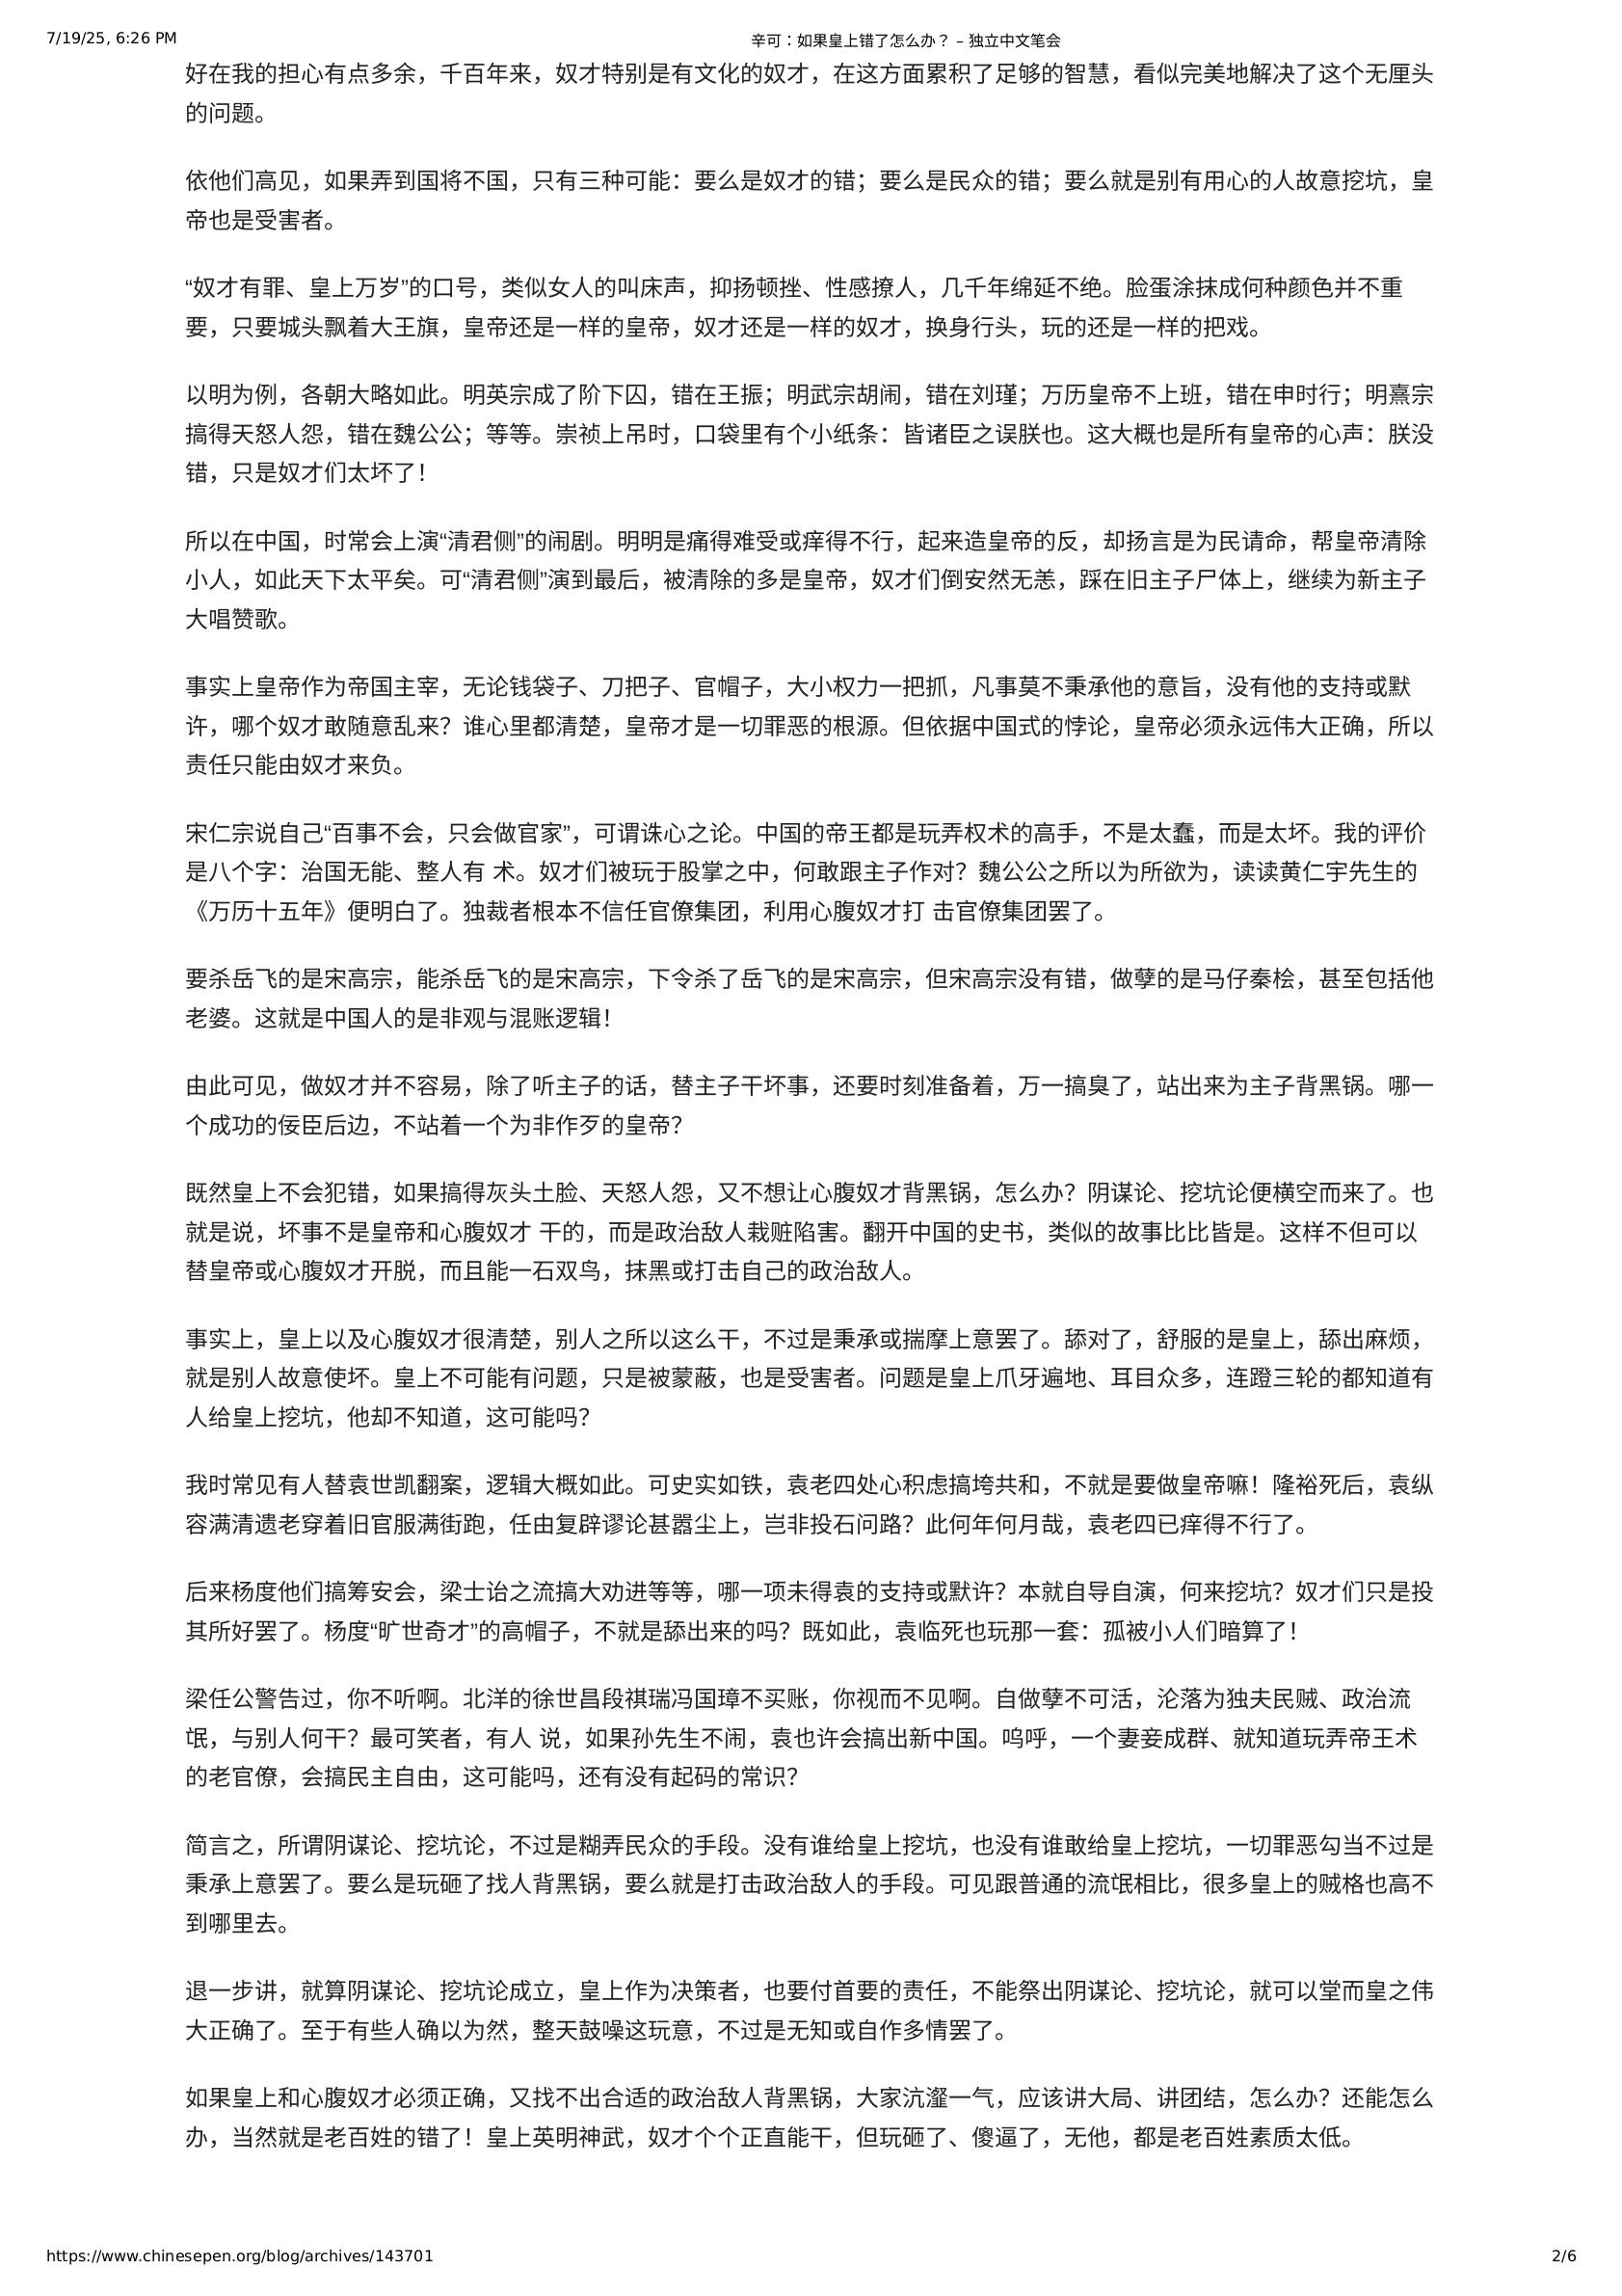 7/19/25, 6:26 PM
辛可：如果皇上错了怎么办？ – 独立中文笔会
好在我的担心有点多余，千百年来，奴才特别是有文化的奴才，在这方面累积了足够的智慧，看似完美地解决了这个无厘头
的问题。
依他们高见，如果弄到国将不国，只有三种可能：要么是奴才的错；要么是民众的错；要么就是别有用心的人故意挖坑，皇
帝也是受害者。
“奴才有罪、皇上万岁”的口号，类似女人的叫床声，抑扬顿挫、性感撩人，几千年绵延不绝。脸蛋涂抹成何种颜色并不重
要，只要城头飘着大王旗，皇帝还是一样的皇帝，奴才还是一样的奴才，换身行头，玩的还是一样的把戏。
以明为例，各朝大略如此。明英宗成了阶下囚，错在王振；明武宗胡闹，错在刘瑾；万历皇帝不上班，错在申时行；明熹宗
搞得天怒人怨，错在魏公公；等等。崇祯上吊时，口袋里有个小纸条：皆诸臣之误朕也。这大概也是所有皇帝的心声：朕没
错，只是奴才们太坏了！
所以在中国，时常会上演“清君侧”的闹剧。明明是痛得难受或痒得不行，起来造皇帝的反，却扬言是为民请命，帮皇帝清除
小人，如此天下太平矣。可“清君侧”演到最后，被清除的多是皇帝，奴才们倒安然无恙，踩在旧主子尸体上，继续为新主子
大唱赞歌。
事实上皇帝作为帝国主宰，无论钱袋子、刀把子、官帽子，大小权力一把抓，凡事莫不秉承他的意旨，没有他的支持或默
许，哪个奴才敢随意乱来？谁心里都清楚，皇帝才是一切罪恶的根源。但依据中国式的悖论，皇帝必须永远伟大正确，所以
责任只能由奴才来负。
宋仁宗说自己“百事不会，只会做官家”，可谓诛心之论。中国的帝王都是玩弄权术的高手，不是太蠢，而是太坏。我的评价
是八个字：治国无能、整人有 术。奴才们被玩于股掌之中，何敢跟主子作对？魏公公之所以为所欲为，读读黄仁宇先生的
《万历十五年》便明白了。独裁者根本不信任官僚集团，利用心腹奴才打 击官僚集团罢了。
要杀岳飞的是宋高宗，能杀岳飞的是宋高宗，下令杀了岳飞的是宋高宗，但宋高宗没有错，做孽的是马仔秦桧，甚至包括他
老婆。这就是中国人的是非观与混账逻辑！
由此可见，做奴才并不容易，除了听主子的话，替主子干坏事，还要时刻准备着，万一搞臭了，站出来为主子背黑锅。哪一
个成功的佞臣后边，不站着一个为非作歹的皇帝？
既然皇上不会犯错，如果搞得灰头土脸、天怒人怨，又不想让心腹奴才背黑锅，怎么办？阴谋论、挖坑论便横空而来了。也
就是说，坏事不是皇帝和心腹奴才 干的，而是政治敌人栽赃陷害。翻开中国的史书，类似的故事比比皆是。这样不但可以
替皇帝或心腹奴才开脱，而且能一石双鸟，抹黑或打击自己的政治敌人。
事实上，皇上以及心腹奴才很清楚，别人之所以这么干，不过是秉承或揣摩上意罢了。舔对了，舒服的是皇上，舔出麻烦，
就是别人故意使坏。皇上不可能有问题，只是被蒙蔽，也是受害者。问题是皇上爪牙遍地、耳目众多，连蹬三轮的都知道有
人给皇上挖坑，他却不知道，这可能吗？
我时常见有人替袁世凯翻案，逻辑大概如此。可史实如铁，袁老四处心积虑搞垮共和，不就是要做皇帝嘛！隆裕死后，袁纵
容满清遗老穿着旧官服满街跑，任由复辟谬论甚嚣尘上，岂非投石问路？此何年何月哉，袁老四已痒得不行了。
后来杨度他们搞筹安会，梁士诒之流搞大劝进等等，哪一项未得袁的支持或默许？本就自导自演，何来挖坑？奴才们只是投
其所好罢了。杨度“旷世奇才”的高帽子，不就是舔出来的吗？既如此，袁临死也玩那一套：孤被小人们暗算了！
梁任公警告过，你不听啊。北洋的徐世昌段祺瑞冯国璋不买账，你视而不见啊。自做孽不可活，沦落为独夫民贼、政治流
氓，与别人何干？最可笑者，有人 说，如果孙先生不闹，袁也许会搞出新中国。呜呼，一个妻妾成群、就知道玩弄帝王术
的老官僚，会搞民主自由，这可能吗，还有没有起码的常识？
简言之，所谓阴谋论、挖坑论，不过是糊弄民众的手段。没有谁给皇上挖坑，也没有谁敢给皇上挖坑，一切罪恶勾当不过是
秉承上意罢了。要么是玩砸了找人背黑锅，要么就是打击政治敌人的手段。可见跟普通的流氓相比，很多皇上的贼格也高不
到哪里去。
退一步讲，就算阴谋论、挖坑论成立，皇上作为决策者，也要付首要的责任，不能祭出阴谋论、挖坑论，就可以堂而皇之伟
大正确了。至于有些人确以为然，整天鼓噪这玩意，不过是无知或自作多情罢了。
如果皇上和心腹奴才必须正确，又找不出合适的政治敌人背黑锅，大家沆瀣一气，应该讲大局、讲团结，怎么办？还能怎么
办，当然就是老百姓的错了！皇上英明神武，奴才个个正直能干，但玩砸了、傻逼了，无他，都是老百姓素质太低。
https://www.chinesepen.org/blog/archives/143701
2/6